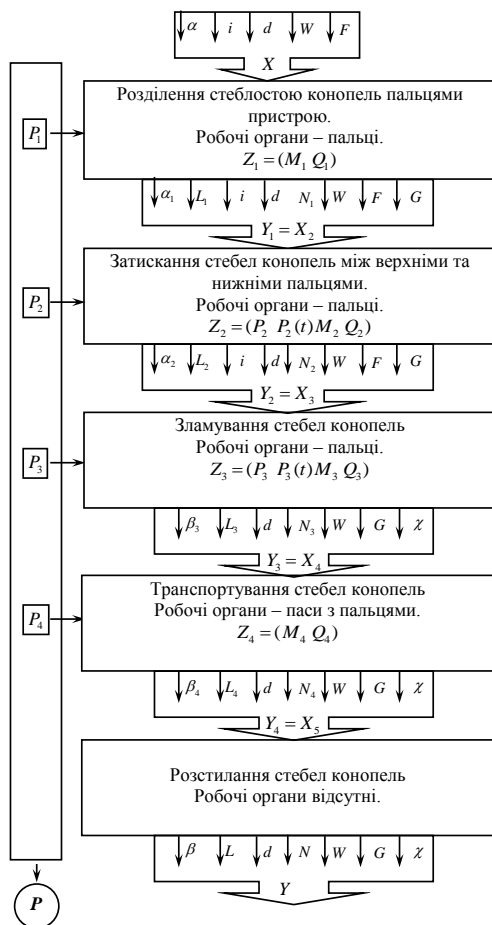 α i d W F
X
Розділення стеблостою конопель пальцями
пристрою.
P₁
Робочі органи – пальці.
Z₁ = (M₁ Q₁)
α₁ L₁ i d N₁ W F G
Y₁ = X₂
Затискання стебел конопель між верхніми та
нижніми пальцями.
P₂
Робочі органи – пальці.
Z₂ = (P₂ P₂(t) M₂ Q₂)
α₂ L₂ i d N₂ W F G
Y₂ = X₃
Зламування стебел конопель
Робочі органи – пальці.
P₃
Z₃ = (P₃ P₃(t) M₃ Q₃)
β₃ L₃ d N₃ W G χ
Y₃ = X₄
Транспортування стебел конопель
Робочі органи – паси з пальцями.
P₄
Z₄ = (M₄ Q₄)
β₄ L₄ d N₄ W G χ
Y₄ = X₅
Розстилання стебел конопель
Робочі органи відсутні.
β L d N W G χ
Y
P